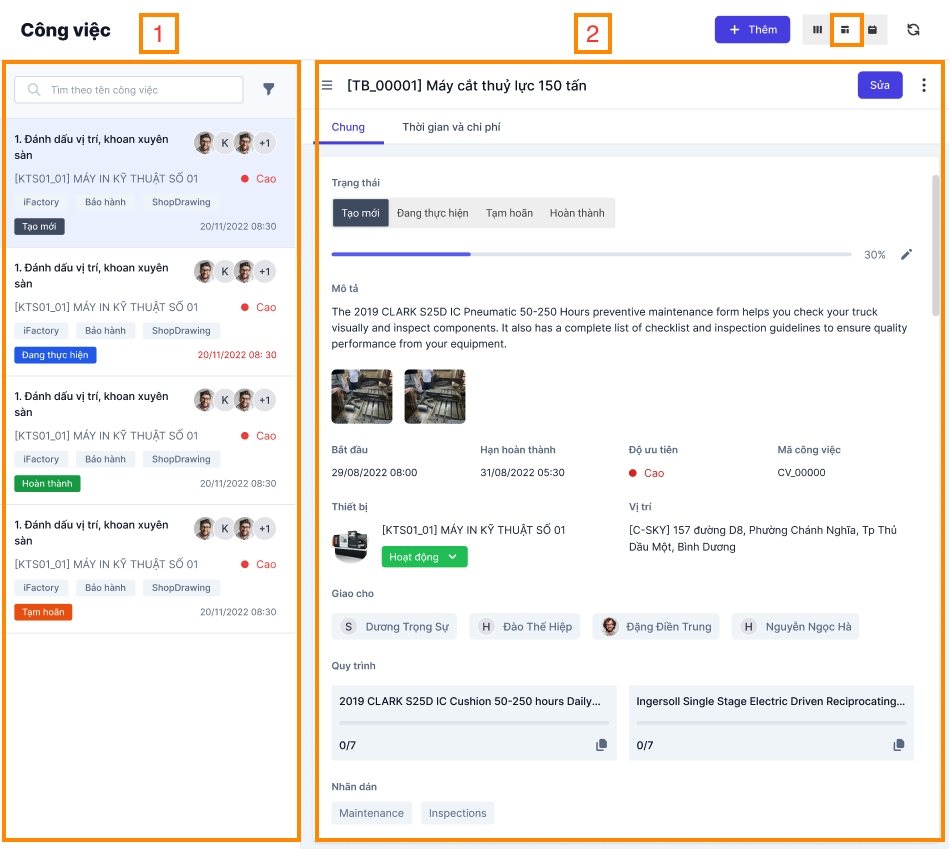 Công việc
1
2
Thêm
Tìm theo tên công việc
1. Đánh dấu vị trí, khoan xuyên
sàn
K
+1
[KTS01_01] MÁY IN KỸ THUẬT SỐ 01
Cao
iFactory
Bảo hành
ShopDrawing
Tạo mới
20/11/2022 08:30
1. Đánh dấu vị trí, khoan xuyên
sàn
K
+1
[KTS01_01] MÁY IN KỸ THUẬT SỐ 01
Cao
iFactory
Bảo hành
ShopDrawing
Đang thực hiện
20/11/2022 08: 30
1. Đánh dấu vị trí, khoan xuyên
sàn
K
+1
[KTS01_01] MÁY IN KỸ THUẬT SỐ 01
Cao
iFactory
Bảo hành
ShopDrawing
Hoàn thành
20/11/2022 08:30
1. Đánh dấu vị trí, khoan xuyên
sàn
K
+1
[KTS01_01] MÁY IN KỸ THUẬT SỐ 01
Cao
iFactory
Bảo hành
ShopDrawing
Tạm hoãn
20/11/2022 08:30
[TB_00001] Máy cắt thuỷ lực 150 tấn
Sửa
Chung
Thời gian và chi phí
Trạng thái
Tạo mới
Đang thực hiện
Tạm hoãn
Hoàn thành
30%
Mô tả
The 2019 CLARK S25D IC Pneumatic 50-250 Hours preventive maintenance form helps you check your truck
visually and inspect components. It also has a complete list of checklist and inspection guidelines to ensure quality
performance from your equipment.
Bắt đầu
Hạn hoàn thành
Độ ưu tiên
Mã công việc
29/08/2022 08:00
31/08/2022 05:30
Cao
CV_00000
Thiết bị
Vị trí
[KTS01_01] MÁY IN KỸ THUẬT SỐ 01
Hoạt động
[C-SKY] 157 đường D8, Phường Chánh Nghĩa, Tp Thủ
Dầu Một, Bình Dương
Giao cho
S
Dương Trọng Sự
H
Đào Thế Hiệp
Đặng Điền Trung
H
Nguyễn Ngọc Hà
Quy trình
2019 CLARK S25D IC Cushion 50-250 hours Daily...
0/7
Ingersoll Single Stage Electric Driven Reciprocating...
0/7
Nhãn dán
Maintenance
Inspections